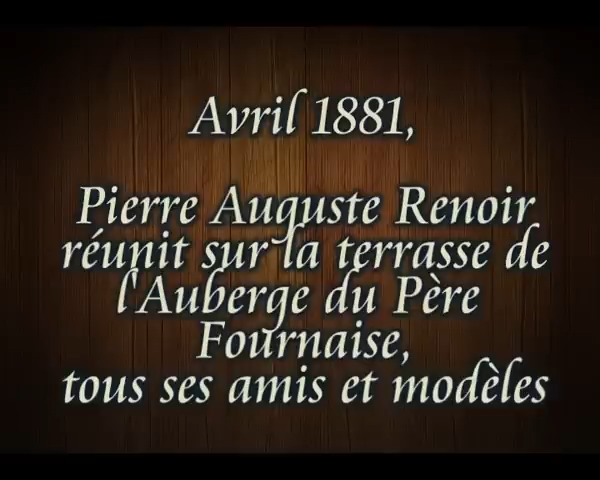 Avril 1881,
Pierre Auguste Renoir
réunit sur la terrasse de
l'Auberge du Père
Fournaise,
tous ses amis et modèles